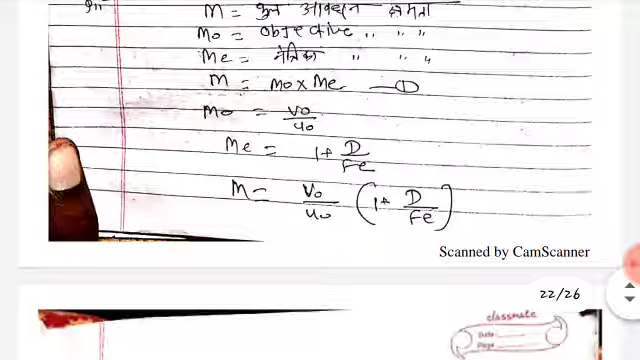 M = कुल आवर्धन क्षमता
Mo = objective ,, ,, ,,
Me = नेत्रिका ,, ,,
M = Mo x Me —①
Mo = vo/uo
Me = 1+ D/Fe
M = vo/uo (1+ D/Fe)
Scanned by CamScanner
22/26
classmate
Date
Page